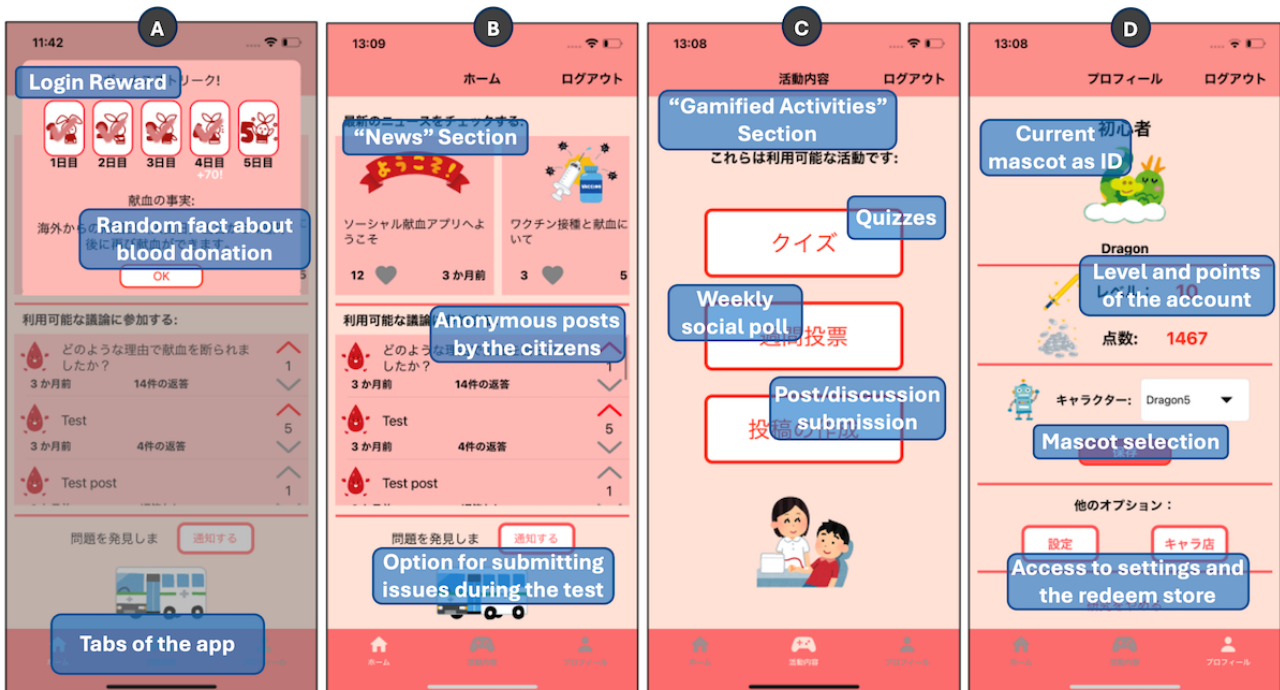 A
11:42
Login Reward
トリーク!
1日目
2日目
3日目
4日目
5日目
+70!
献血の事実:
海外から
Random fact about
blood donation
後に再び献血ができます。
OK
利用可能な議論に参加する:
どのような理由で献血を断られま
したか?
1
3 か月前
14件の返答
Test
5
3 か月前
4件の返答
Test post
1
問題を発見しま
通知する
Tabs of the app
B
13:09
ホーム
ログアウト
最新のニュースをチェックする:
“News” Section
ようこそ!
VACCINE
ソーシャル献血アプリへよ
うこそ
ワクチン接種と献血に
いて
12
3 か月前
3
5
利用可能な議論
Anonymous posts
by the citizens
どのような理由で
したか?
1
3 か月前
14件の返答
Test
5
3 か月前
4件の返答
Test post
1
問題を発見しま
通知する
Option for submitting
issues during the test
ホーム
C
13:08
活動内容
ログアウト
“Gamified Activities”
Section
これらは利用可能な活動です:
Quizzes
クイズ
Weekly
social poll
週間投票
Post/discussion
submission
投稿の作成
活動内容
D
13:08
プロフィール
ログアウト
初心者
Current
mascot as ID
Dragon
Level and points
of the account
レベル:
10
点数:
1467
キャラクター:
Dragon5
Mascot selection
保存
他のオプション:
設定
キャラ店
Access to settings and
the redeem store
プロフィール